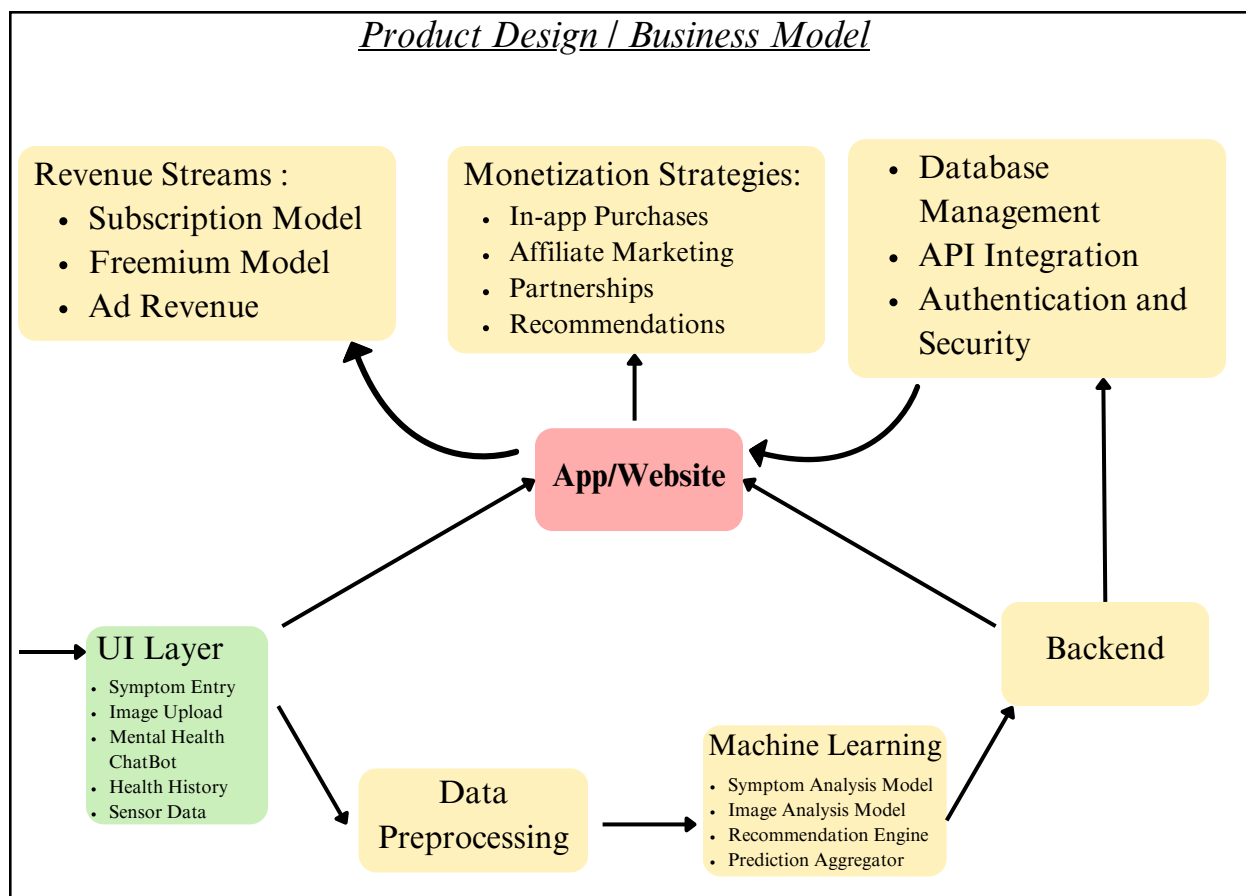 Product Design / Business Model
Revenue Streams :
• Subscription Model
• Freemium Model
• Ad Revenue
Monetization Strategies:
• In-app Purchases
• Affiliate Marketing
• Partnerships
• Recommendations
• Database
Management
• API Integration
• Authentication and
Security
App/Website
UI Layer
• Symptom Entry
• Image Upload
• Mental Health
ChatBot
• Health History
• Sensor Data
Data
Preprocessing
Machine Learning
• Symptom Analysis Model
• Image Analysis Model
• Recommendation Engine
• Prediction Aggregator
Backend